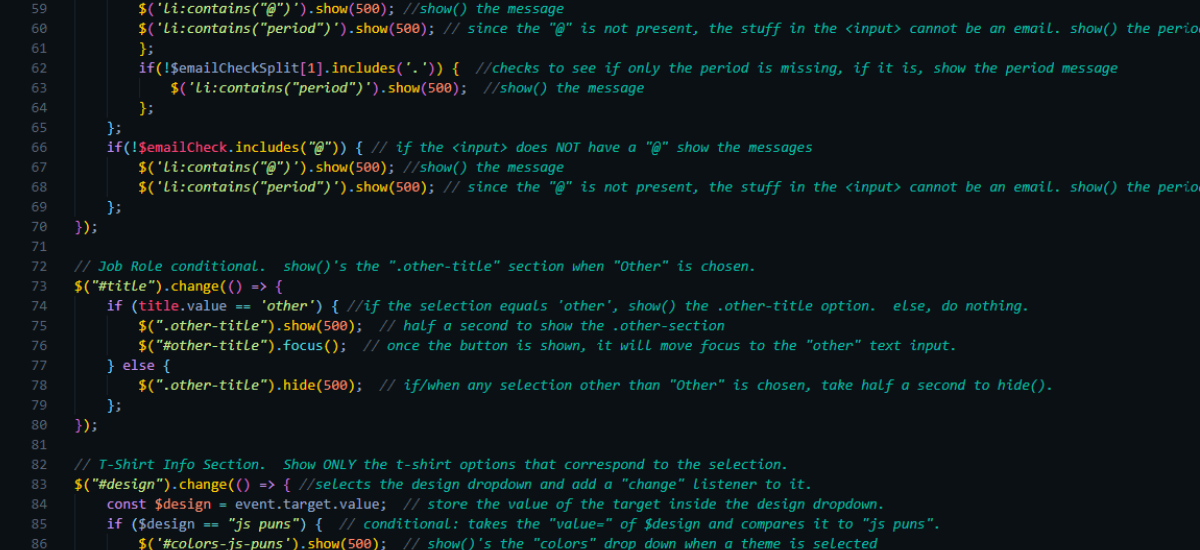 59 $('li:contains("@")').show(500); //show() the message
60 $('li:contains("period")').show(500); // since the "@" is not present, the stuff in the <input> cannot be an email. show() the perio
61 };
62 if(!$emailCheckSplit[1].includes('.')) { //checks to see if only the period is missing, if it is, show the period message
63 $('li:contains("period")').show(500); //show() the message
64 };
65 };
66 if(!$emailCheck.includes("@")) { // if the <input> does NOT have a "@" show the messages
67 $('li:contains("@")').show(500); //show() the message
68 $('li:contains("period")').show(500); // since the "@" is not present, the stuff in the <input> cannot be an email. show() the perio
69 };
70 });
71
72 // Job Role conditional.  show()'s the ".other-title" section when "Other" is chosen.
73 $("#title").change(() => {
74 if (title.value == 'other') { //if the selection equals 'other', show() the .other-title option.  else, do nothing.
75 $(".other-title").show(500);  // half a second to show the .other-section
76 $("#other-title").focus();  // once the button is shown, it will move focus to the "other" text input.
77 } else {
78 $(".other-title").hide(500);  // if/when any selection other than "Other" is chosen, take half a second to hide().
79 };
80 });
81
82 // T-Shirt Info Section.  Show ONLY the t-shirt options that correspond to the selection.
83 $("#design").change(() => { //selects the design dropdown and add a "change" listener to it.
84 const $design = event.target.value;  // store the value of the target inside the design dropdown.
85 if ($design == "js puns") {  // conditional: takes the "value=" of $design and compares it to "js puns".
86 $('#colors-js-puns').show(500);  // show()'s the "colors" drop down when a theme is selected